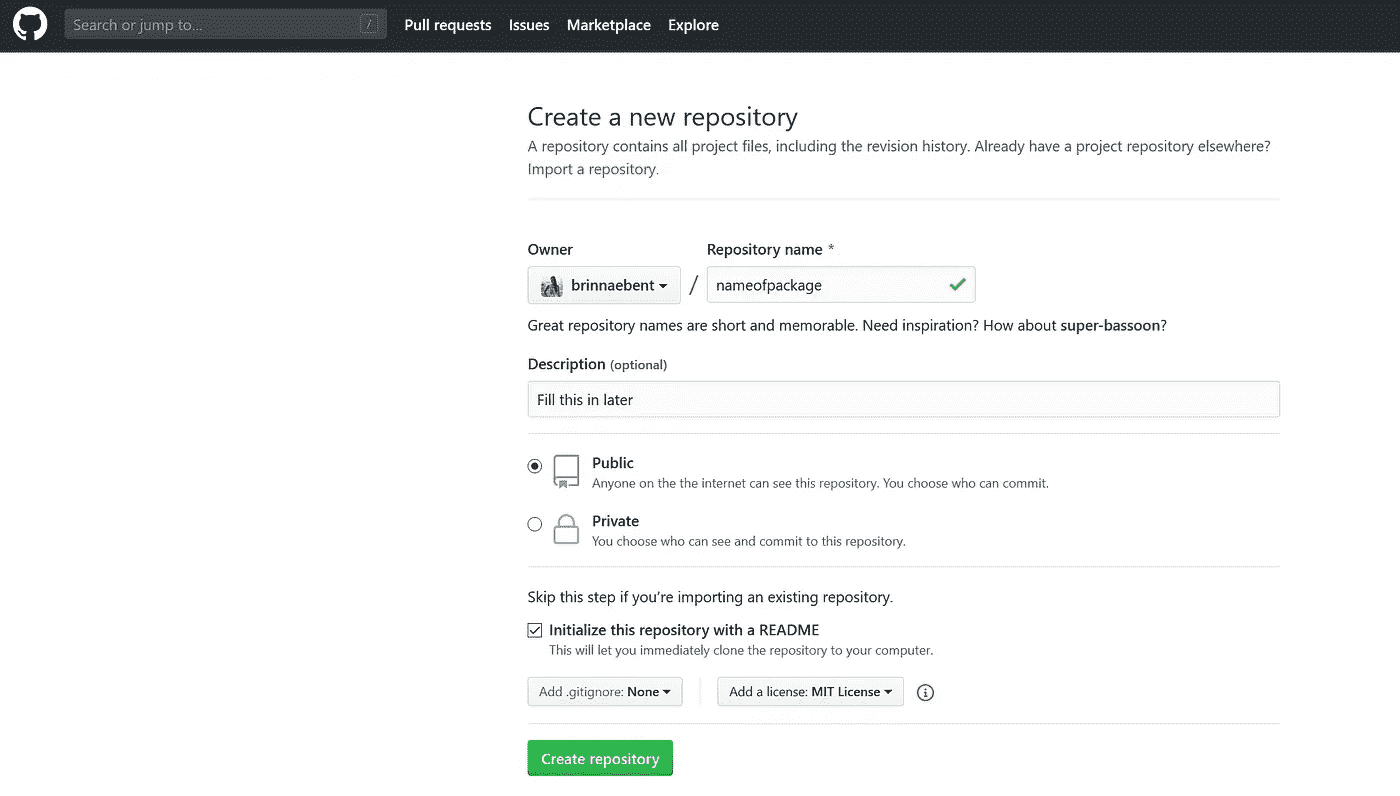 Search or jump to... /
Pull requests Issues Marketplace Explore
Create a new repository
A repository contains all project files, including the revision history. Already have a project repository elsewhere?
Import a repository.
Owner Repository name *
brinnaebent / nameofpackage
Great repository names are short and memorable. Need inspiration? How about super-bassoon?
Description (optional)
Fill this in later
Public
Anyone on the the internet can see this repository. You choose who can commit.
Private
You choose who can see and commit to this repository.
Skip this step if you're importing an existing repository.
Initialize this repository with a README
This will let you immediately clone the repository to your computer.
Add .gitignore: None Add a license: MIT License
Create repository